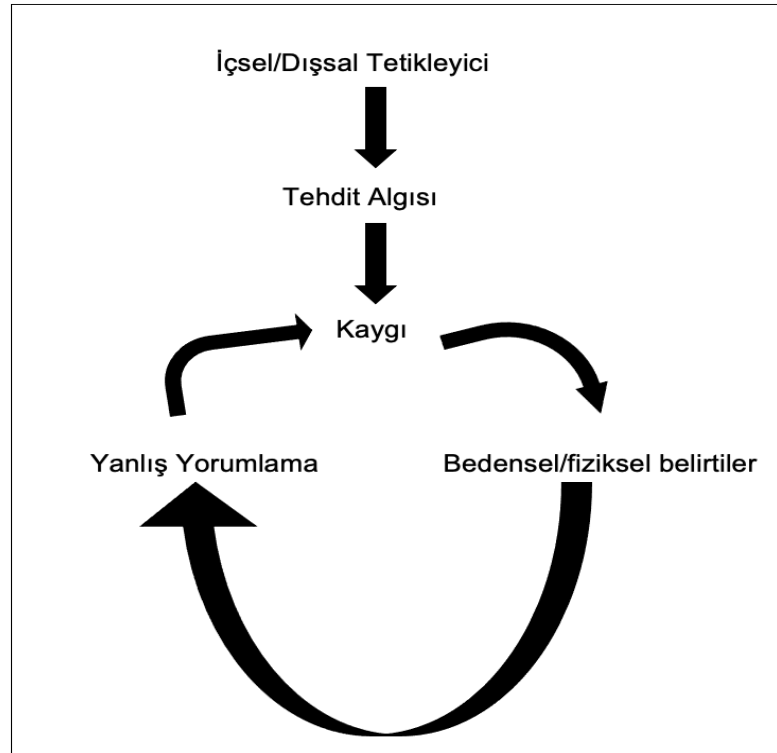 İçsel/Dışsal Tetikleyici
Tehdit Algısı
Kaygı
Yanlış Yorumlama
Bedensel/fiziksel belirtiler